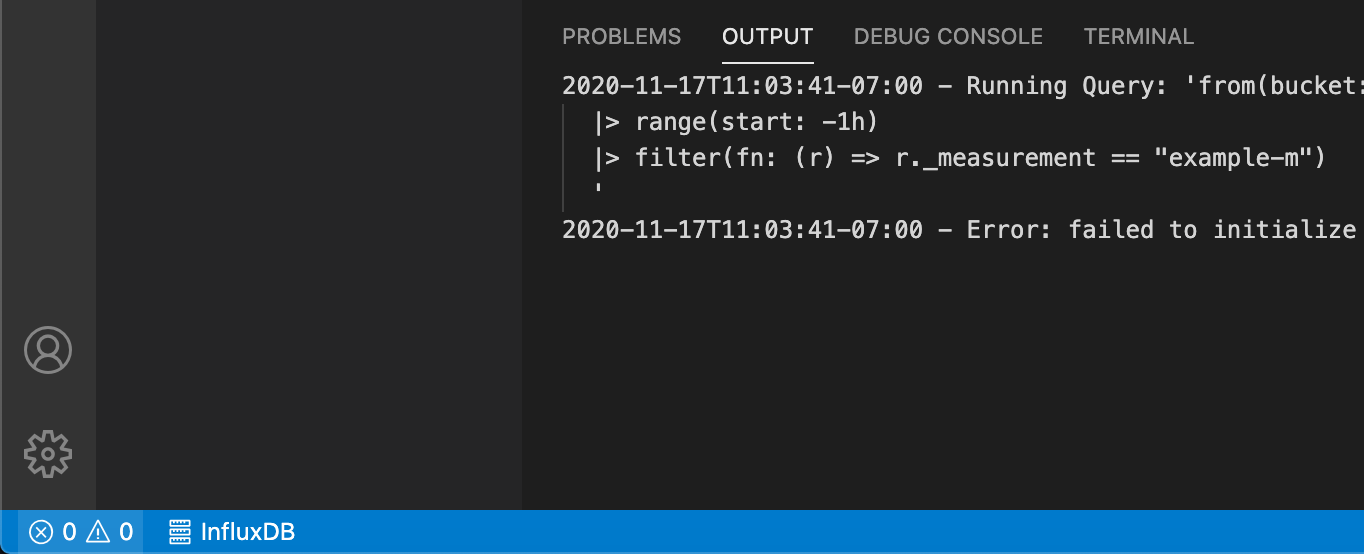 PROBLEMS OUTPUT DEBUG CONSOLE TERMINAL
2020-11-17T11:03:41-07:00 - Running Query: 'from(bucket:
|> range(start: -1h)
|> filter(fn: (r) => r._measurement == "example-m")
'
2020-11-17T11:03:41-07:00 - Error: failed to initialize
0 0 InfluxDB